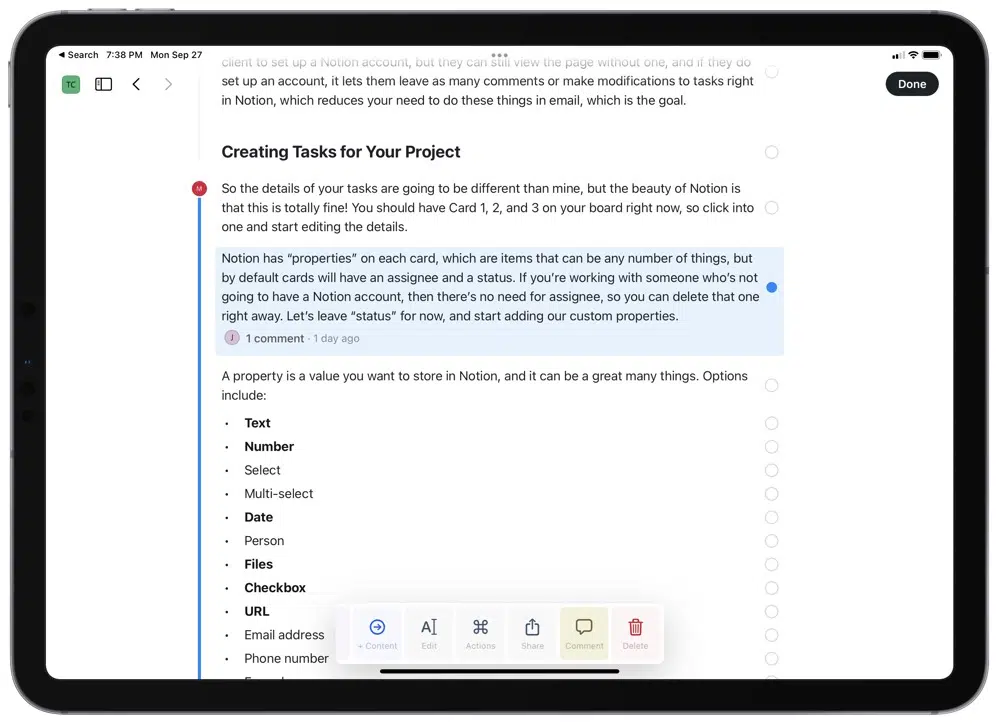 Search 7:38 PM Mon Sep 27
TC
Done
client to set up a Notion account, but they can still view the page without one, and if they do
set up an account, it lets them leave as many comments or make modifications to tasks right
in Notion, which reduces your need to do these things in email, which is the goal.
Creating Tasks for Your Project
M
So the details of your tasks are going to be different than mine, but the beauty of Notion is
that this is totally fine! You should have Card 1, 2, and 3 on your board right now, so click into
one and start editing the details.
Notion has “properties” on each card, which are items that can be any number of things, but
by default cards will have an assignee and a status. If you’re working with someone who’s not
going to have a Notion account, then there’s no need for assignee, so you can delete that one
right away. Let’s leave “status” for now, and start adding our custom properties.
J 1 comment · 1 day ago
A property is a value you want to store in Notion, and it can be a great many things. Options
include:
• Text
• Number
• Select
• Multi-select
• Date
• Person
• Files
• Checkbox
• URL
• Email address
• Phone number
+ Content Edit Actions Share Comment Delete